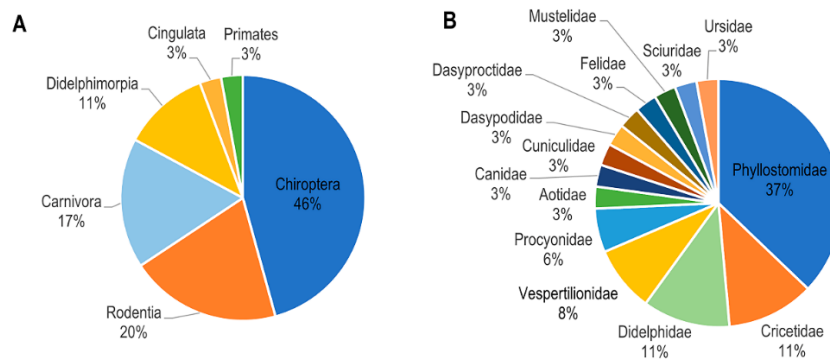 A
Cingulata
3%
Primates
3%
Didelphimorpia
11%
Chiroptera
46%
Carnivora
17%
Rodentia
20%
B
Mustelidae
3%
Ursidae
3%
Sciuridae
3%
Felidae
3%
Dasyproctidae
3%
Dasypodidae
3%
Cuniculidae
3%
Canidae
3%
Aotidae
3%
Procyonidae
6%
Vespertilionidae
8%
Didelphidae
11%
Cricetidae
11%
Phyllostomidae
37%